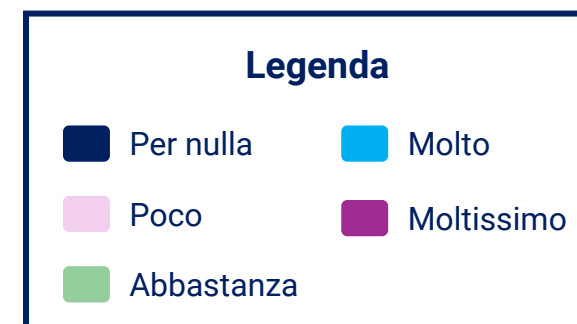 Legenda
Per nulla
Poco
Abbastanza
Molto
Moltissimo